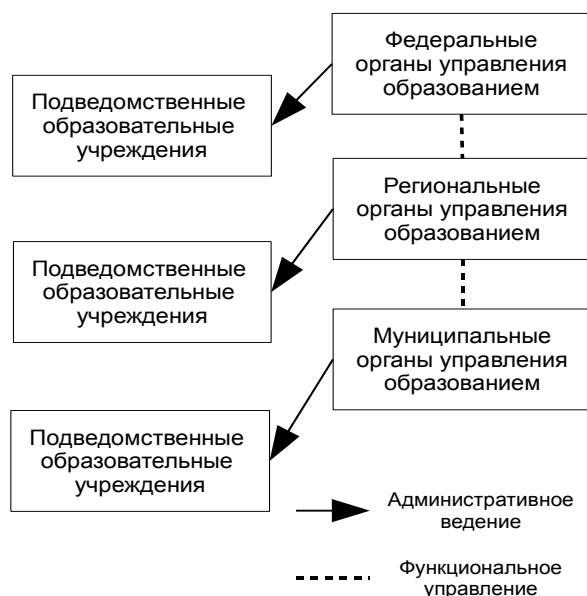 Федеральные
органы управления
образованием
Подведомственные
образовательные
учреждения
Региональные
органы управления
образованием
Подведомственные
образовательные
учреждения
Муниципальные
органы управления
образованием
Подведомственные
образовательные
учреждения
Административное
ведение
Функциональное
управление